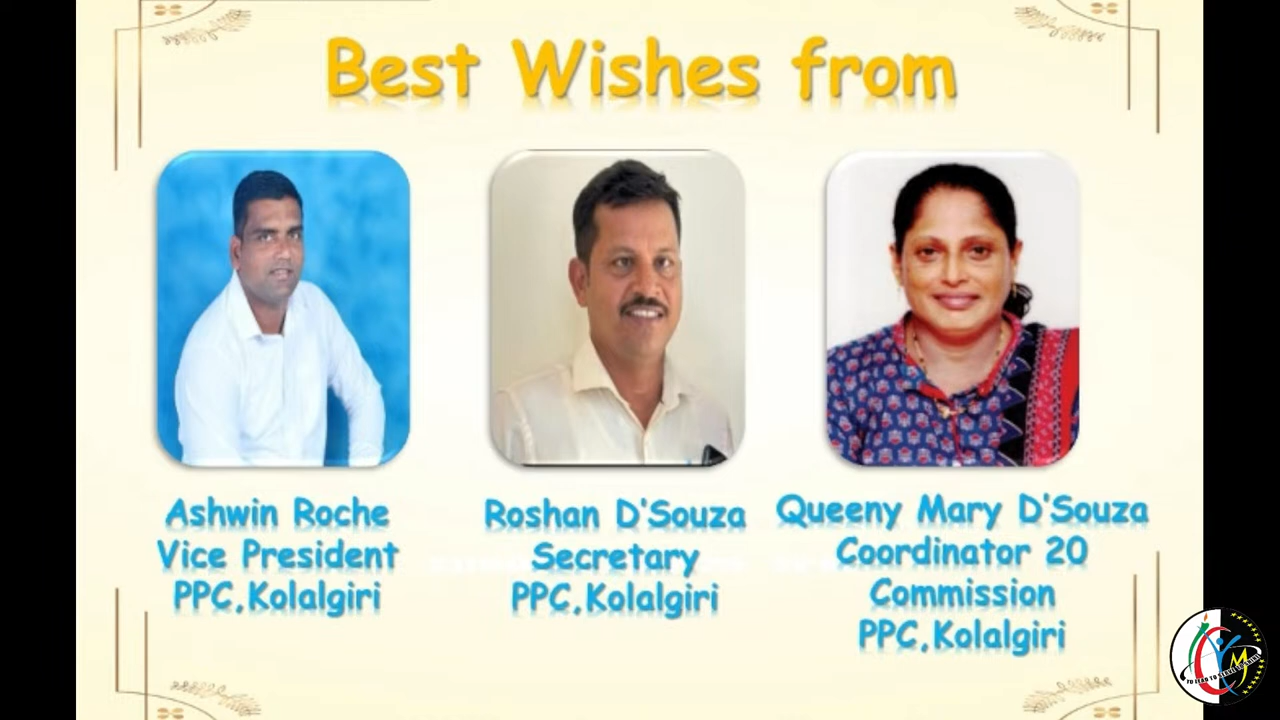 Best Wishes from
Ashwin Roche
Vice President
PPC,Kolalgiri
Roshan D'Souza
Secretary
PPC,Kolalgiri
Queeny Mary D'Souza
Coordinator 20
Commission
PPC,Kolalgiri